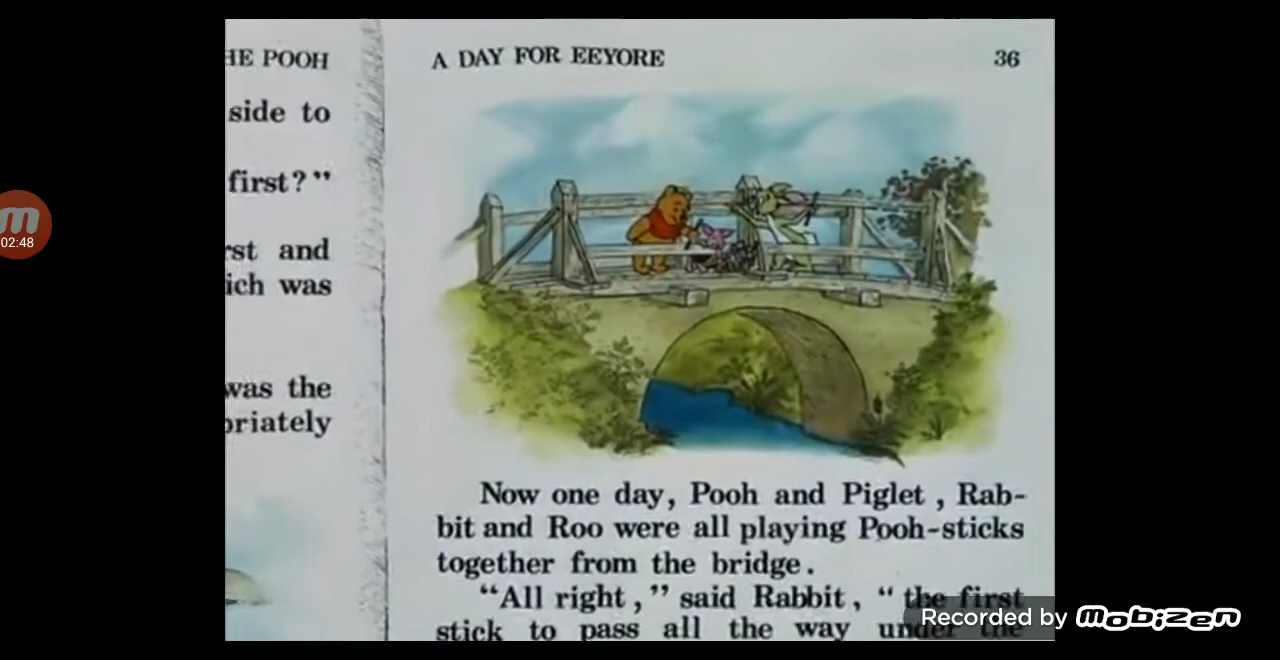 HE POOH
side to
first?”
rst and
ich was
was the
priately
A DAY FOR EEYORE
36
Now one day, Pooh and Piglet , Rab-
bit and Roo were all playing Pooh-sticks
together from the bridge.
“All right ,” said Rabbit, “ the first
stick to pass all the way under the
02:48
Recorded by mobizen